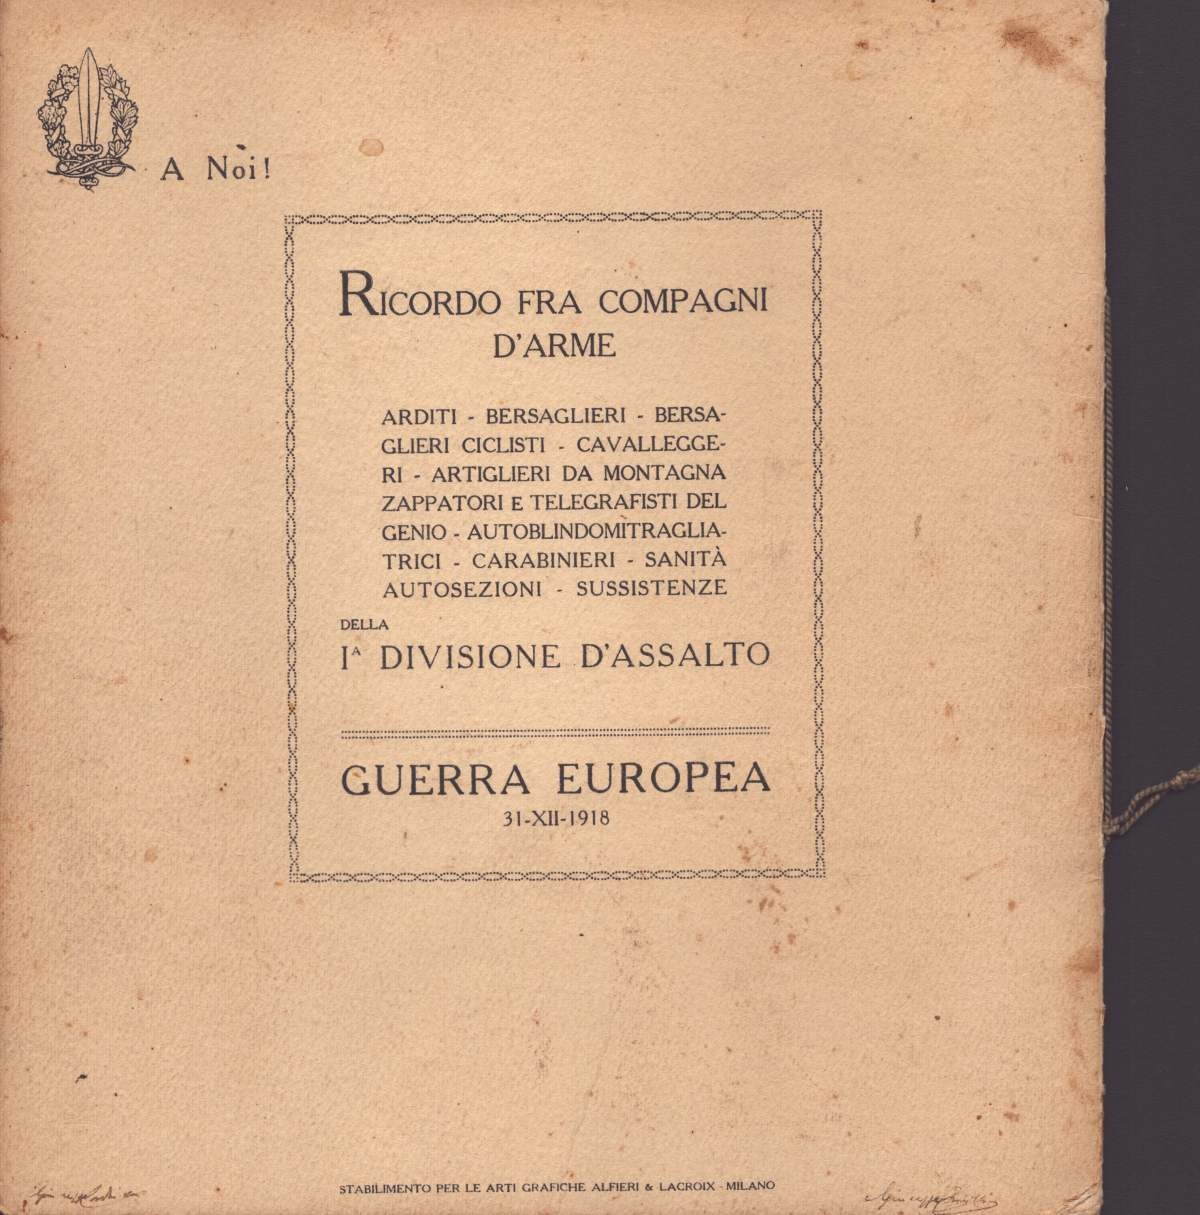 A Noi!
RICORDO FRA COMPAGNI
D'ARME
ARDITI - BERSAGLIERI - BERSA-
GLIERI CICLISTI - CAVALLEGGE-
RI - ARTIGLIERI DA MONTAGNA
ZAPPATORI E TELEGRAFISTI DEL
GENIO - AUTOBLINDOMITRAGLIA-
TRICI - CARABINIERI - SANITÀ
AUTOSEZIONI - SUSSISTENZE
DELLA
IA DIVISIONE D'ASSALTO
GUERRA EUROPEA
31-XII-1918
STABILIMENTO PER LE ARTI GRAFICHE ALFIERI & LACROIX - MILANO